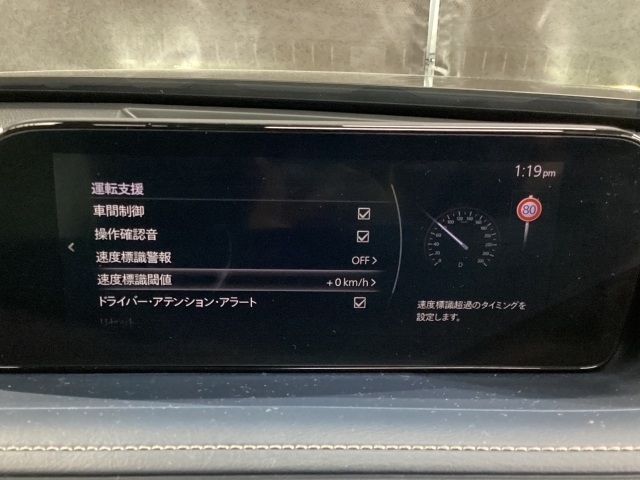 1:19 pm
運転支援
車間制御
操作確認音
速度標識警報 OFF >
速度標識閾値 +0 km/h >
ドライバー・アテンション・アラート
80
速度標識超過のタイミングを
設定します。